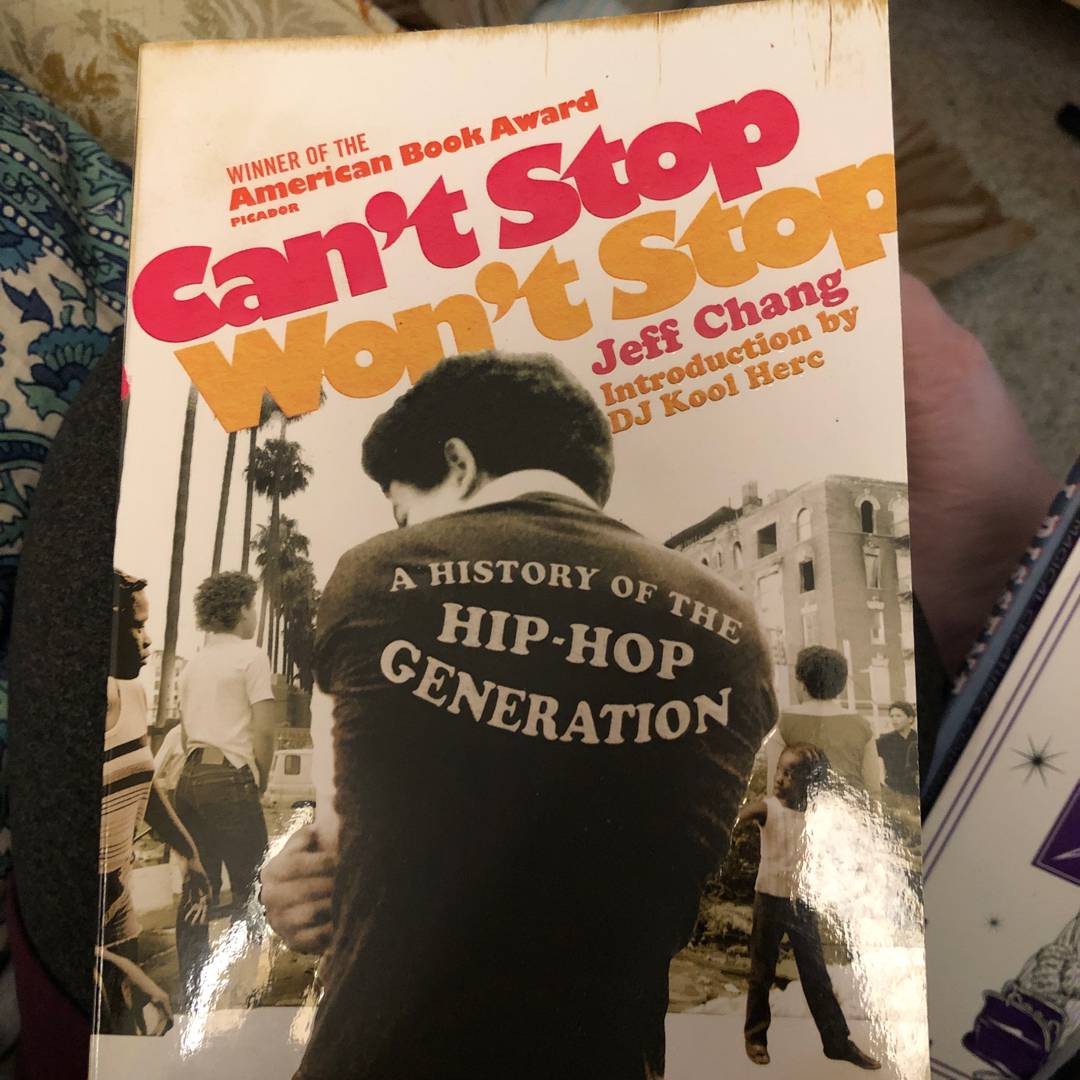 WINNER OF THE
American Book Award
PICADOR
Can't Stop
Won't Stop
Jeff Chang
Introduction by
DJ Kool Herc
A HISTORY OF THE
HIP-HOP
GENERATION